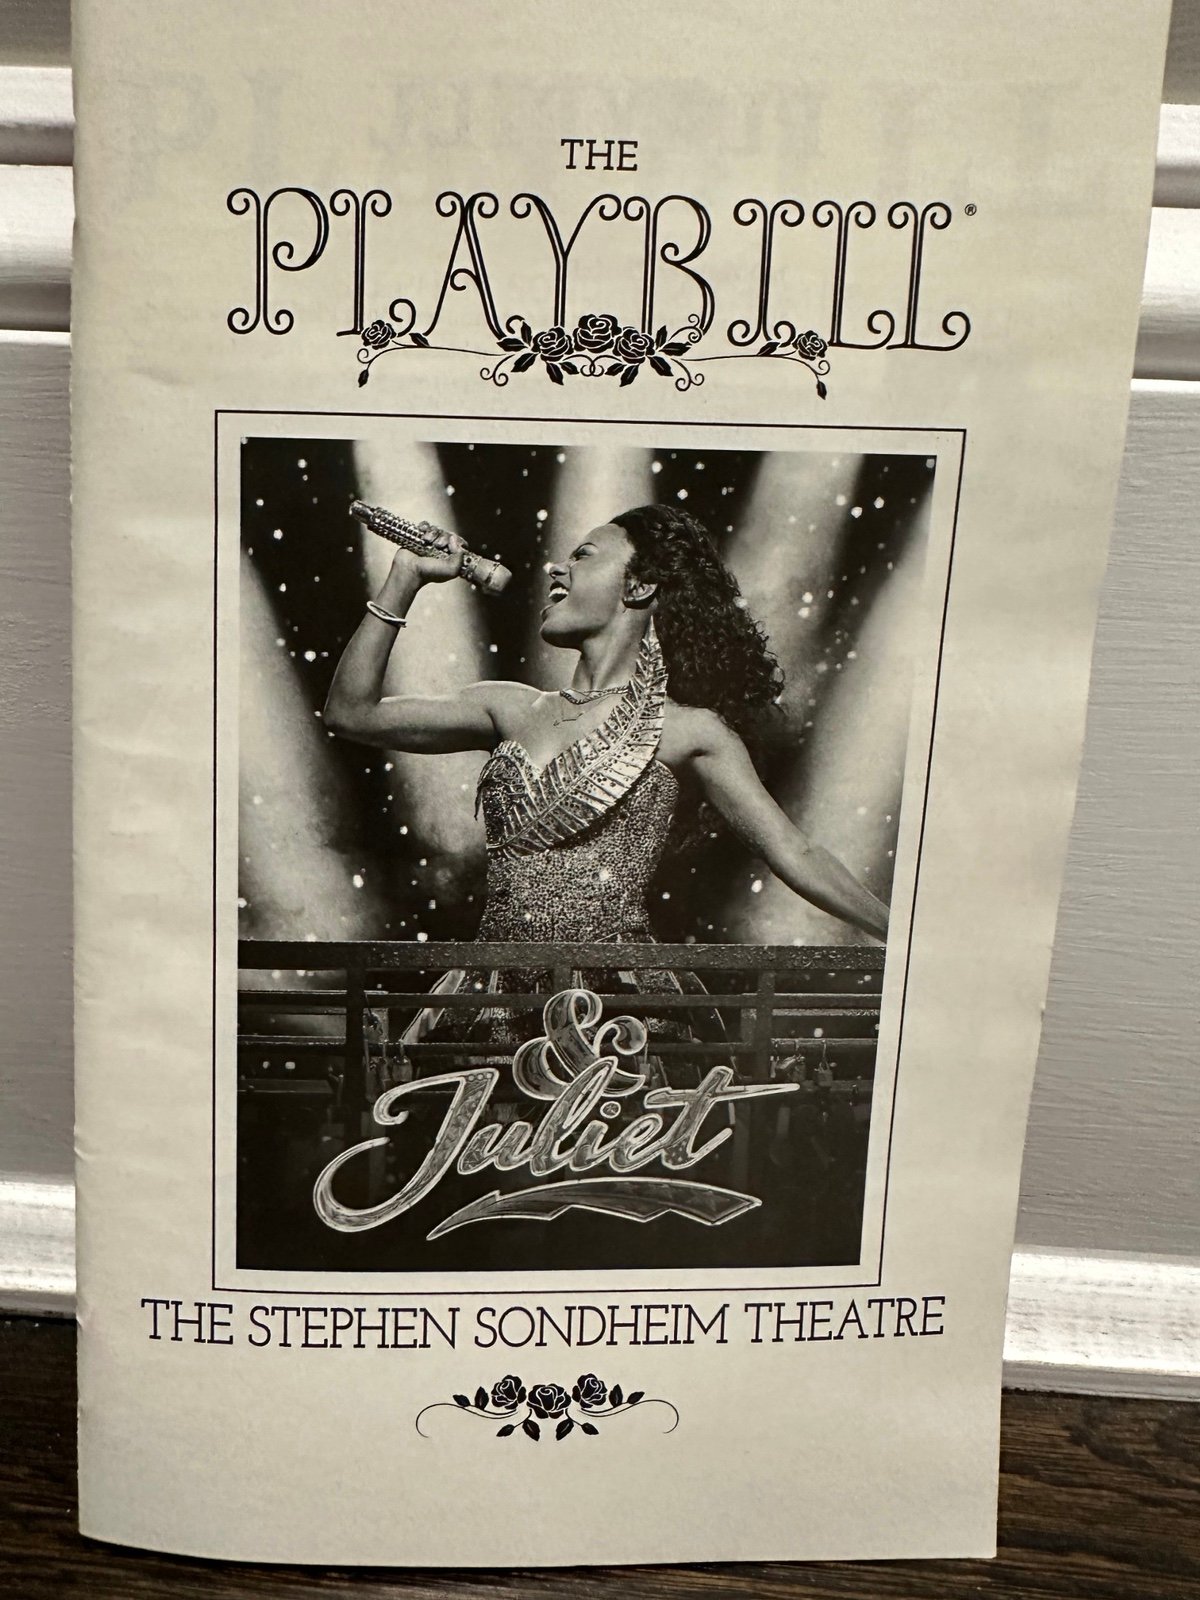 THE
PLAYBILL®
&
Juliet
THE STEPHEN SONDHEIM THEATRE